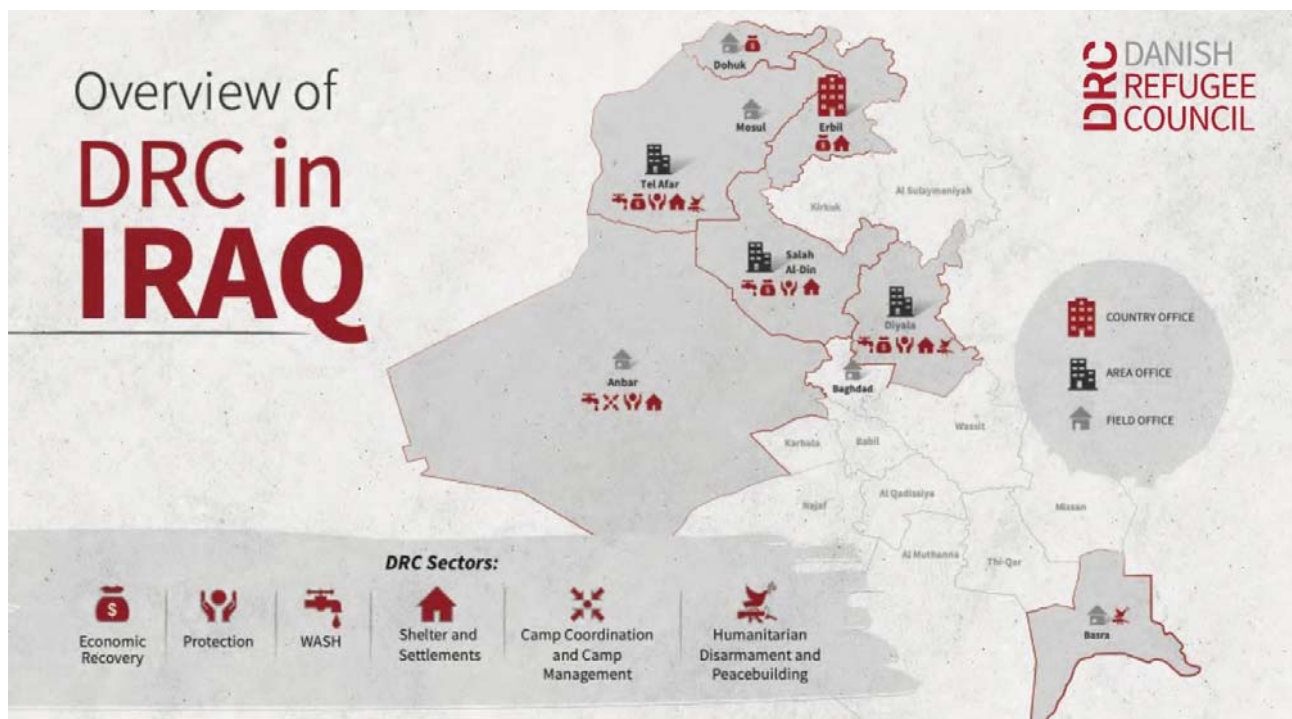 Overview of
DRC in
IRAQ
DRC DANISH
REFUGEE
COUNCIL
Dohuk
Mosul
Erbil
Tel Afar
Kirkuk
Al Sulaymaniyah
Salah
Al-Din
Diyala
Anbar
Baghdad
Karbala
Babil
Wassit
Najaf
Al Qadissiya
Missan
Al Muthanna
Thi-Qar
Basra
COUNTRY OFFICE
AREA OFFICE
FIELD OFFICE
DRC Sectors:
$
Economic
Recovery
Protection
WASH
Shelter and
Settlements
Camp Coordination
and Camp
Management
Humanitarian
Disarmament and
Peacebuilding